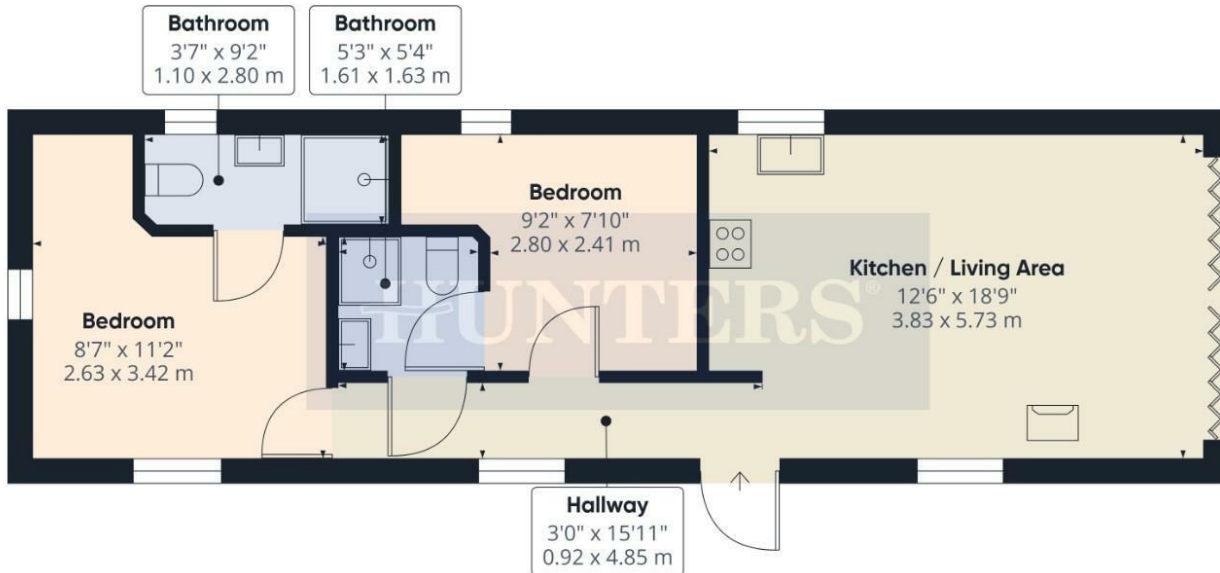 Bathroom
3'7" x 9'2"
1.10 x 2.80 m
Bathroom
5'3" x 5'4"
1.61 x 1.63 m
Bedroom
9'2" x 7'10"
2.80 x 2.41 m
Kitchen / Living Area
12'6" x 18'9"
3.83 x 5.73 m
HUNTERS®
Bedroom
8'7" x 11'2"
2.63 x 3.42 m
Hallway
3'0" x 15'11"
0.92 x 4.85 m